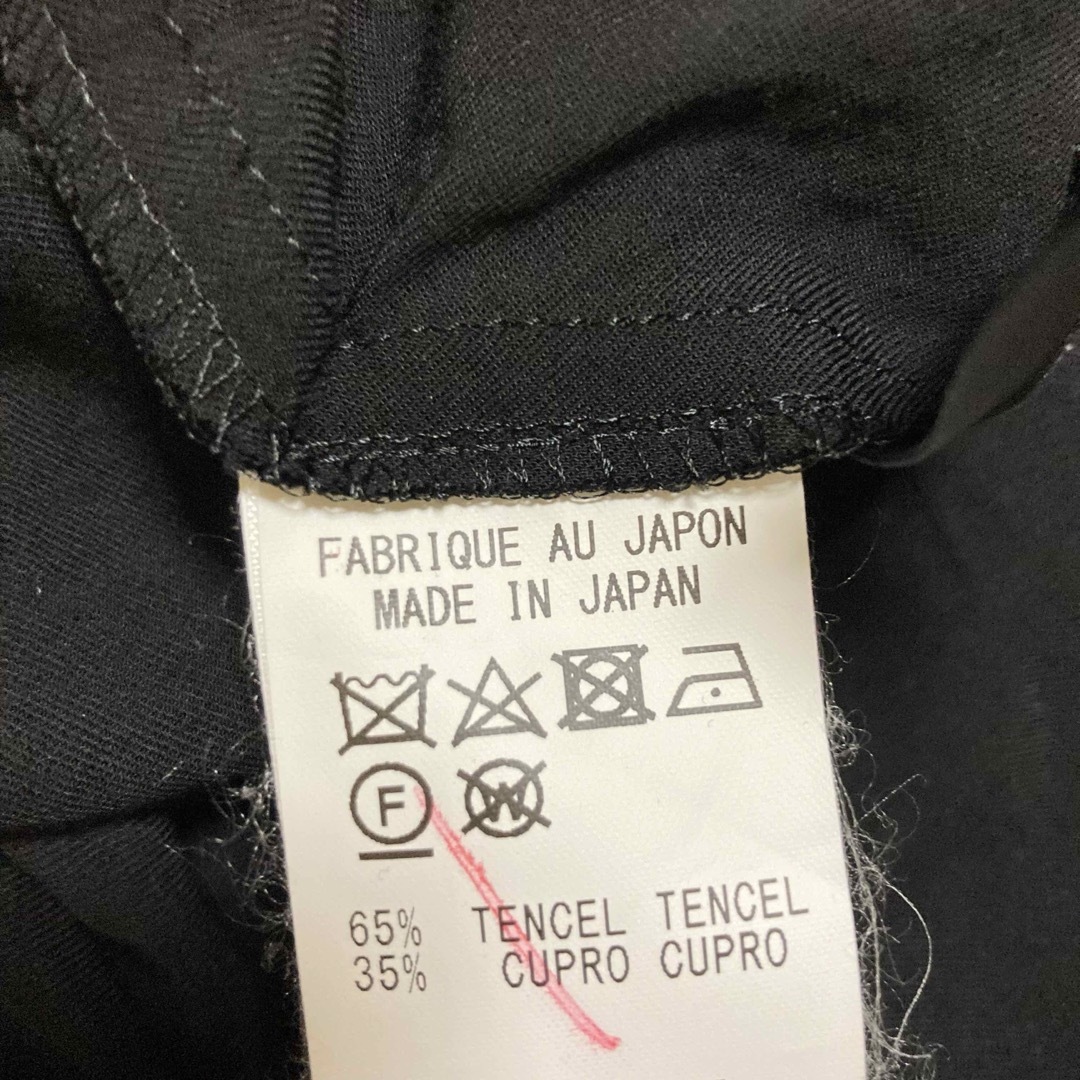 FABRIQUE AU JAPON
MADE IN JAPAN
F W
65% TENCEL TENCEL
35% CUPRO CUPRO